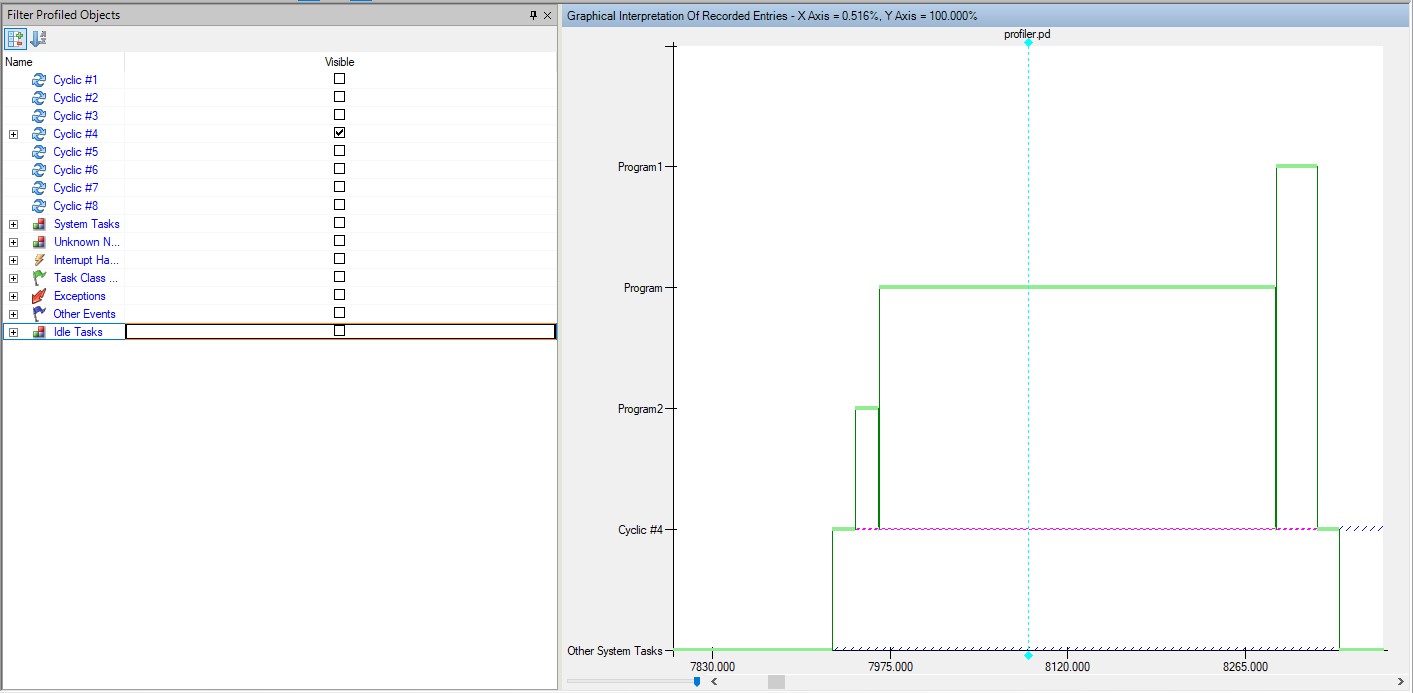 Filter Profiled Objects
Name Visible
Cyclic #1
Cyclic #2
Cyclic #3
Cyclic #4
Cyclic #5
Cyclic #6
Cyclic #7
Cyclic #8
System Tasks
Unknown N...
Interrupt Ha...
Task Class ...
Exceptions
Other Events
Idle Tasks
Graphical Interpretation Of Recorded Entries - X Axis = 0.516%, Y Axis = 100.000%
profiler.pd
Program1
Program
Program2
Cyclic #4
Other System Tasks
7830.000 7975.000 8120.000 8265.000